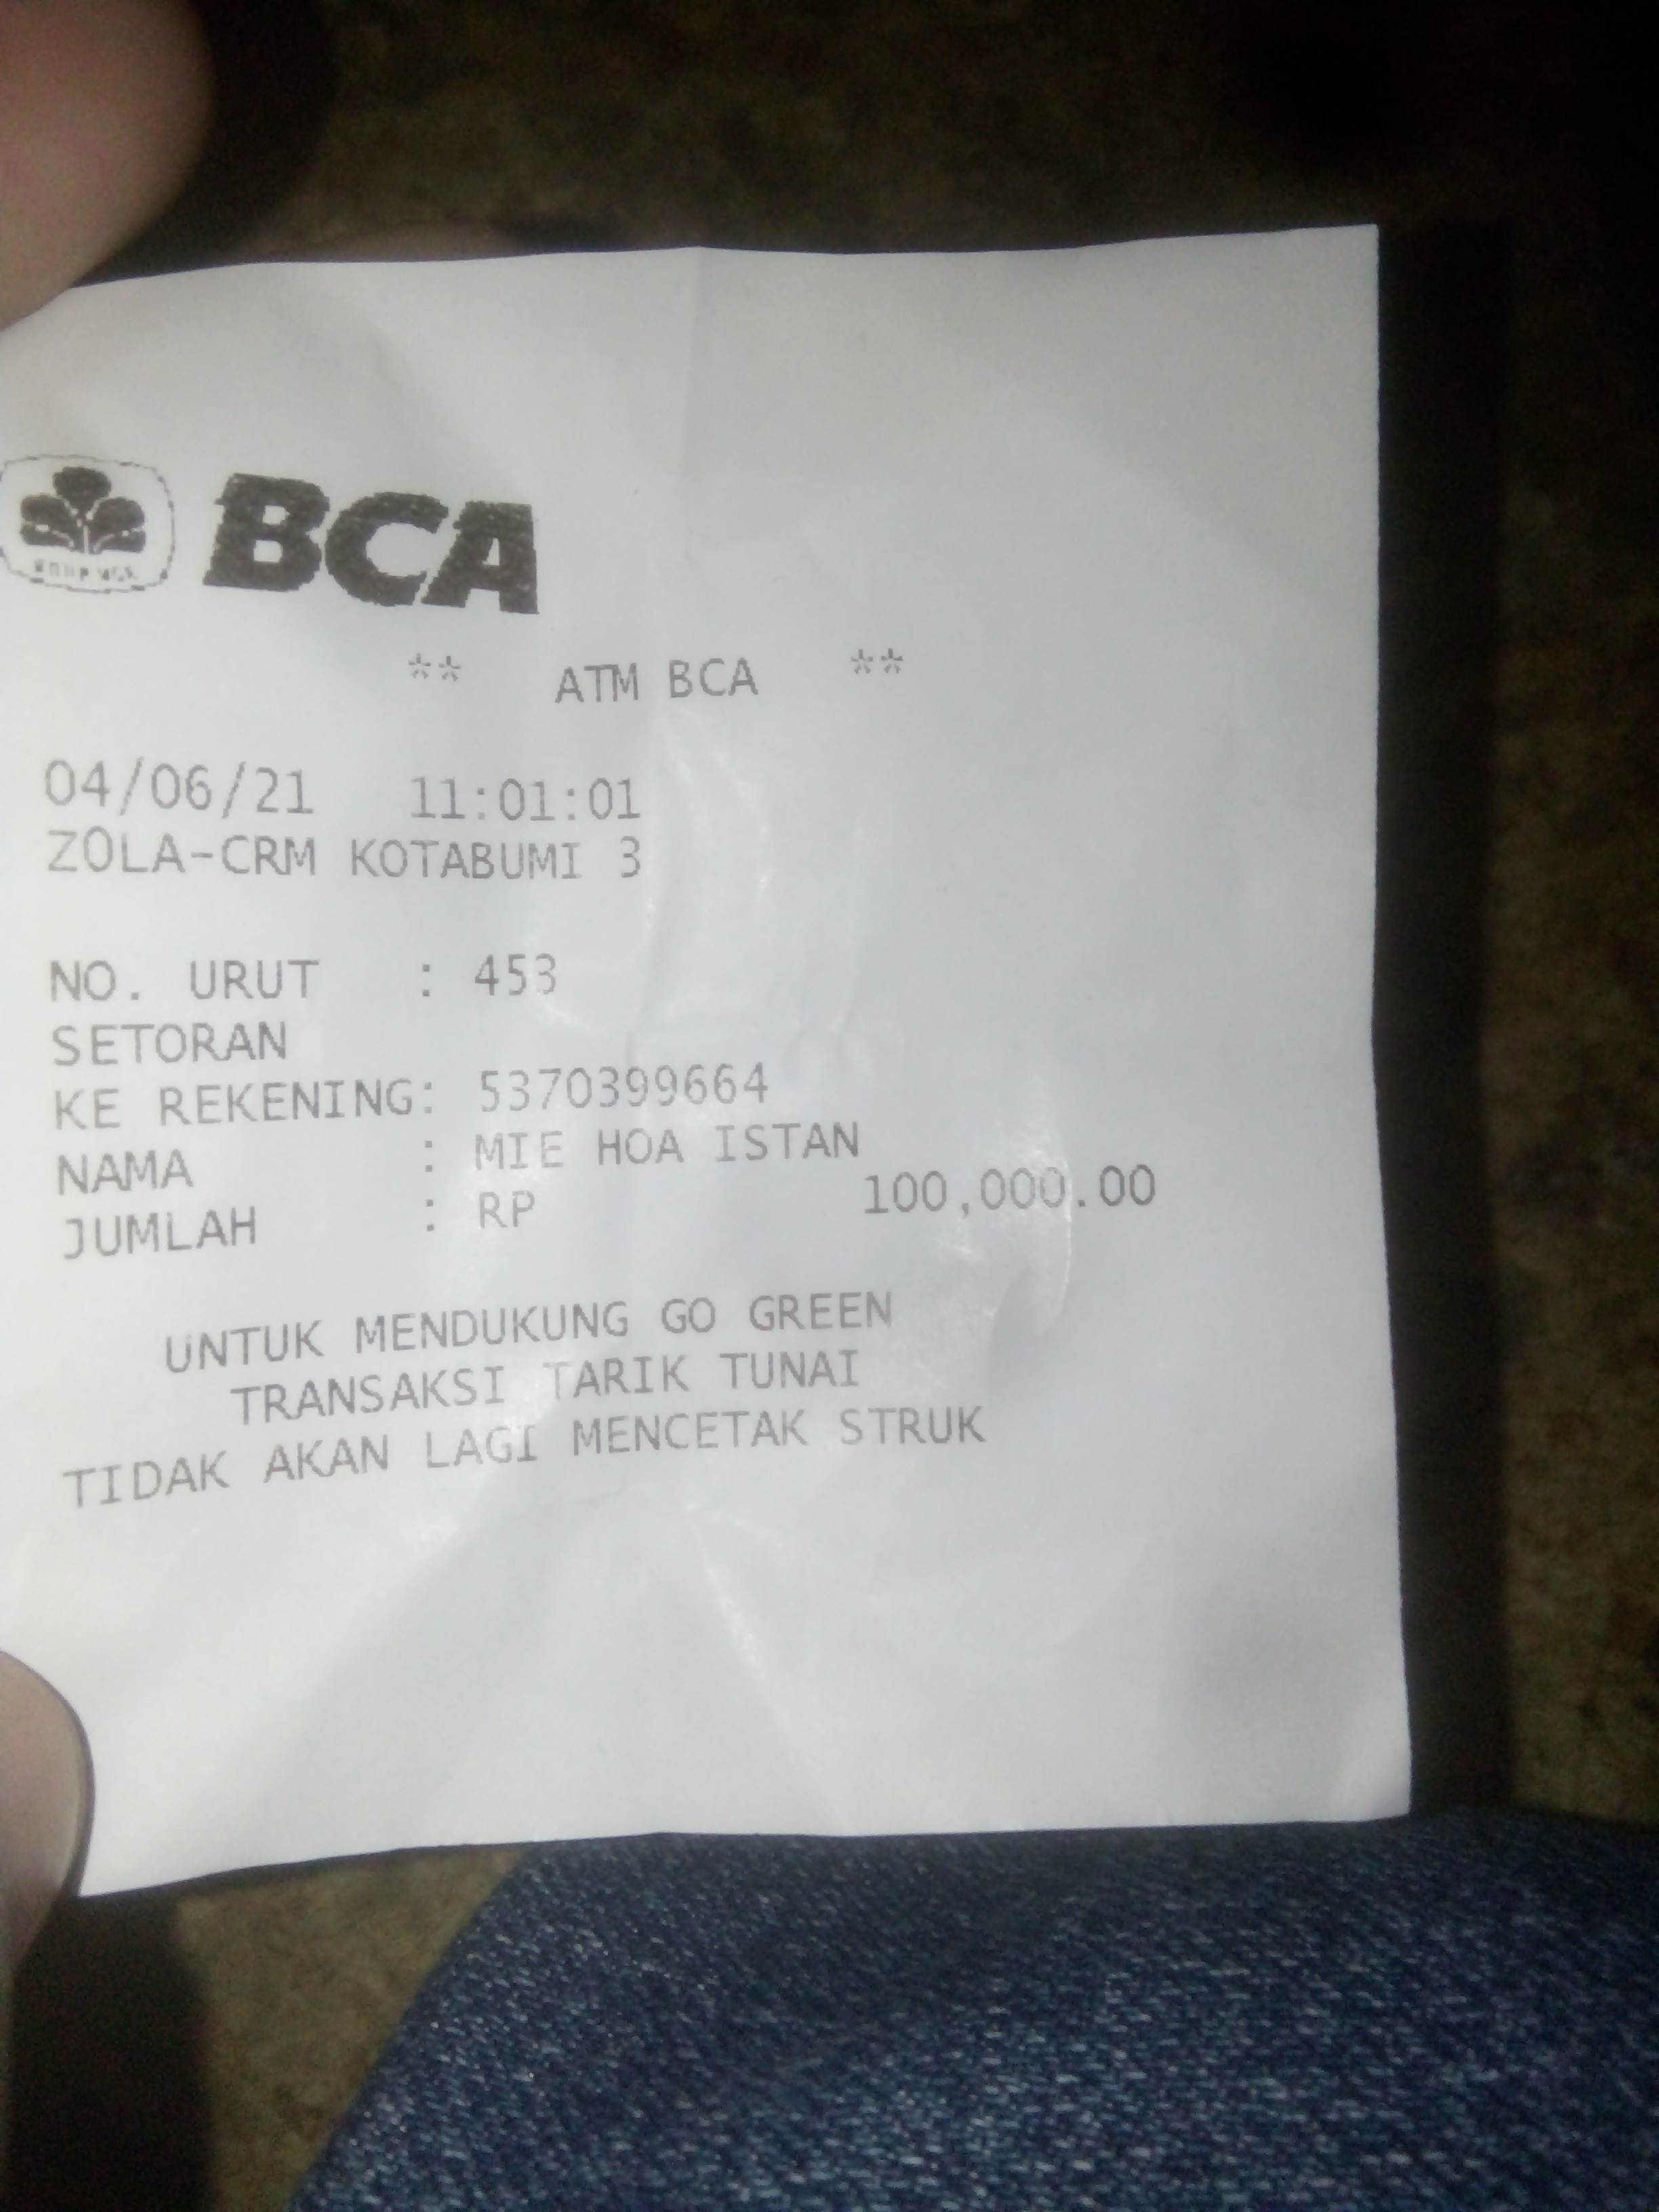 BCA
** ATM BCA **
04/06/21 11:01:01
ZOLA-CRM KOTABUMI 3
NO. URUT : 453
SETORAN
KE REKENING: 5370399664
NAMA : MIE HOA ISTAN
JUMLAH : RP 100,000.00
UNTUK MENDUKUNG GO GREEN
TRANSAKSI TARIK TUNAI
TIDAK AKAN LAGI MENCETAK STRUK